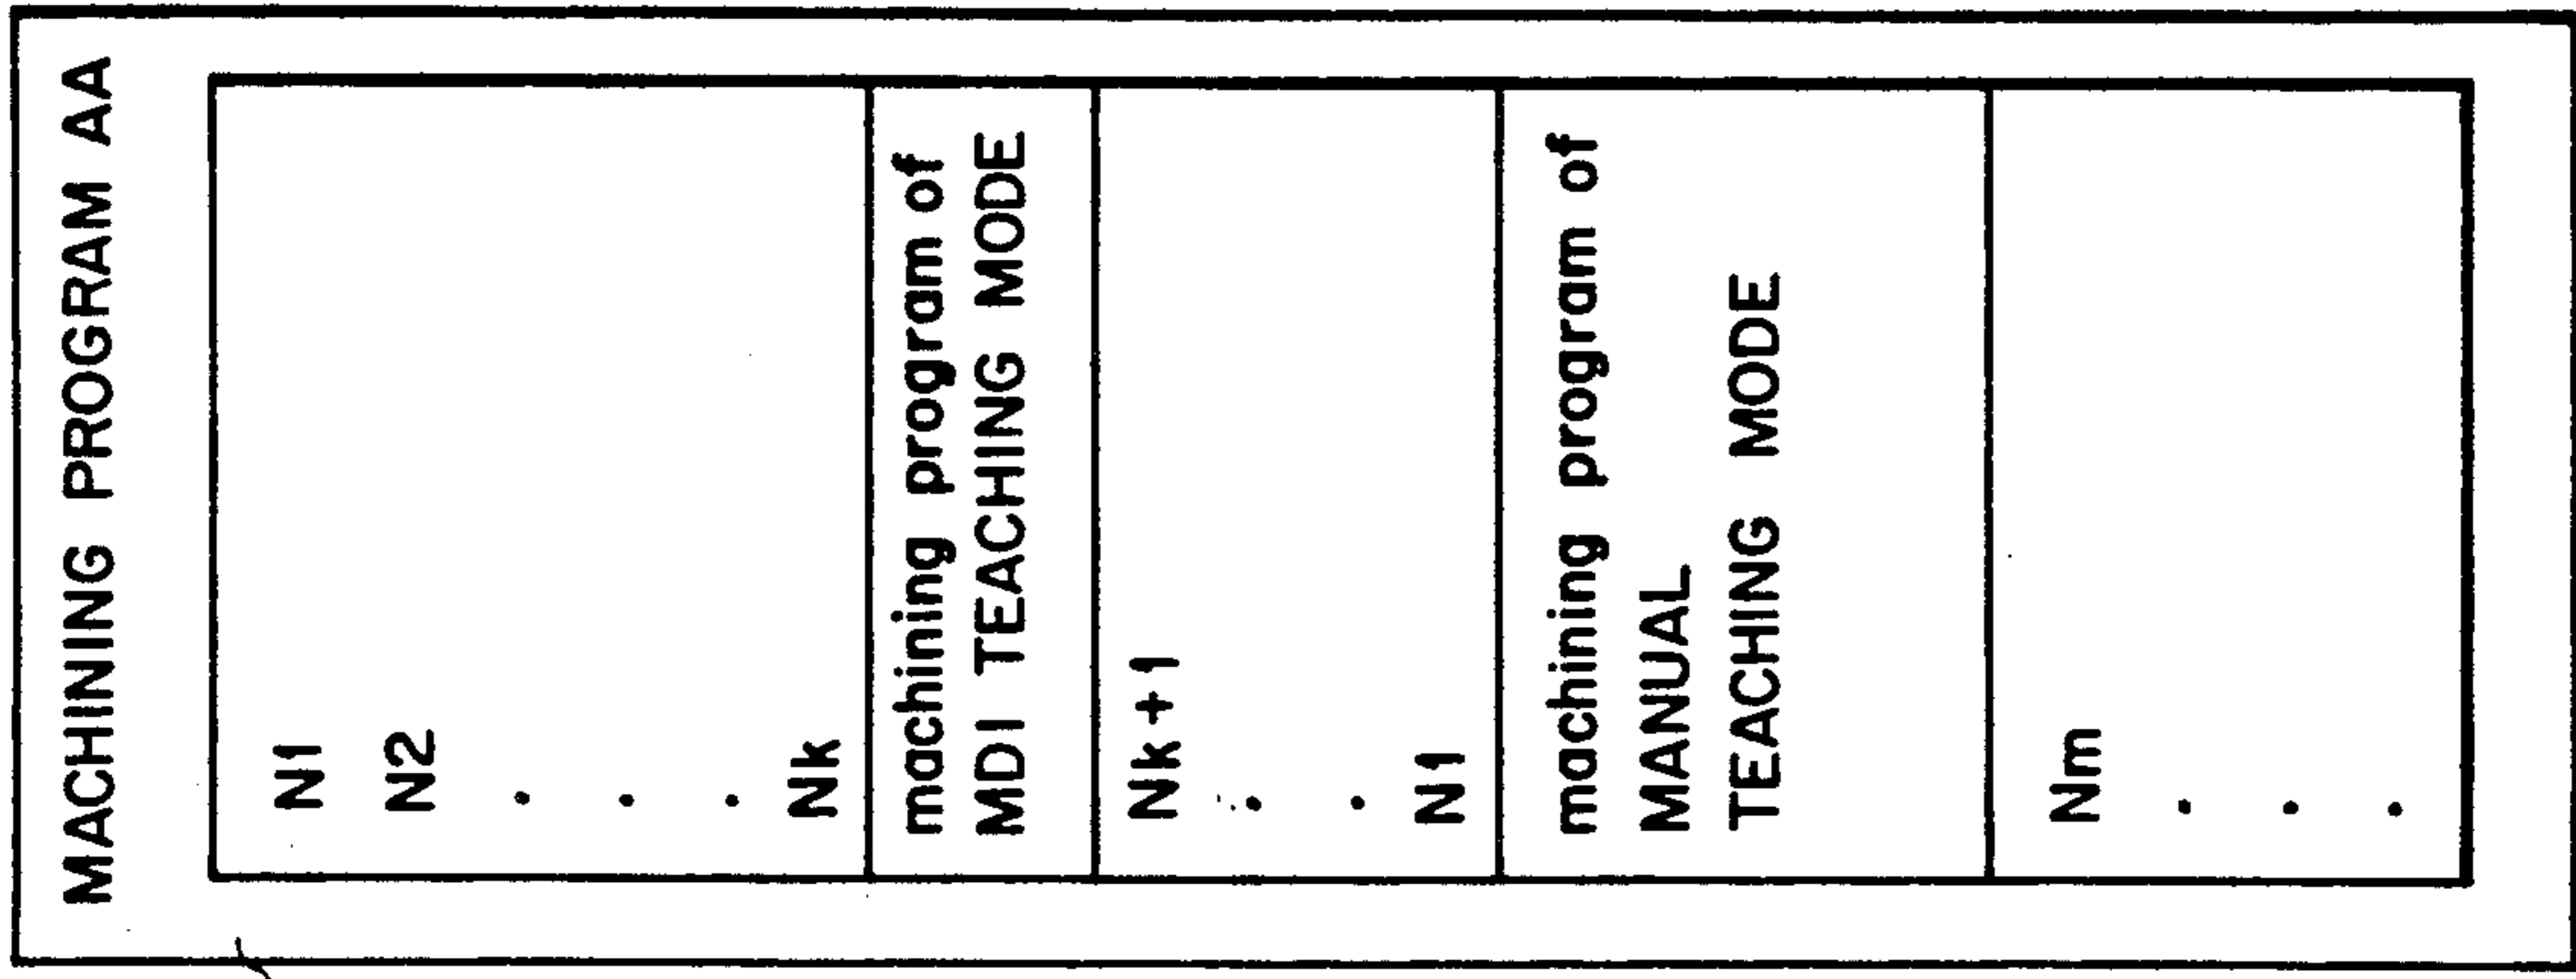 MACHINING PROGRAM AA
N1
N2
.
.
.
Nk
machining program of
MDI TEACHING MODE
Nk+1
.
.
N1
machining program of
MANUAL
TEACHING MODE
Nm
.
.
.